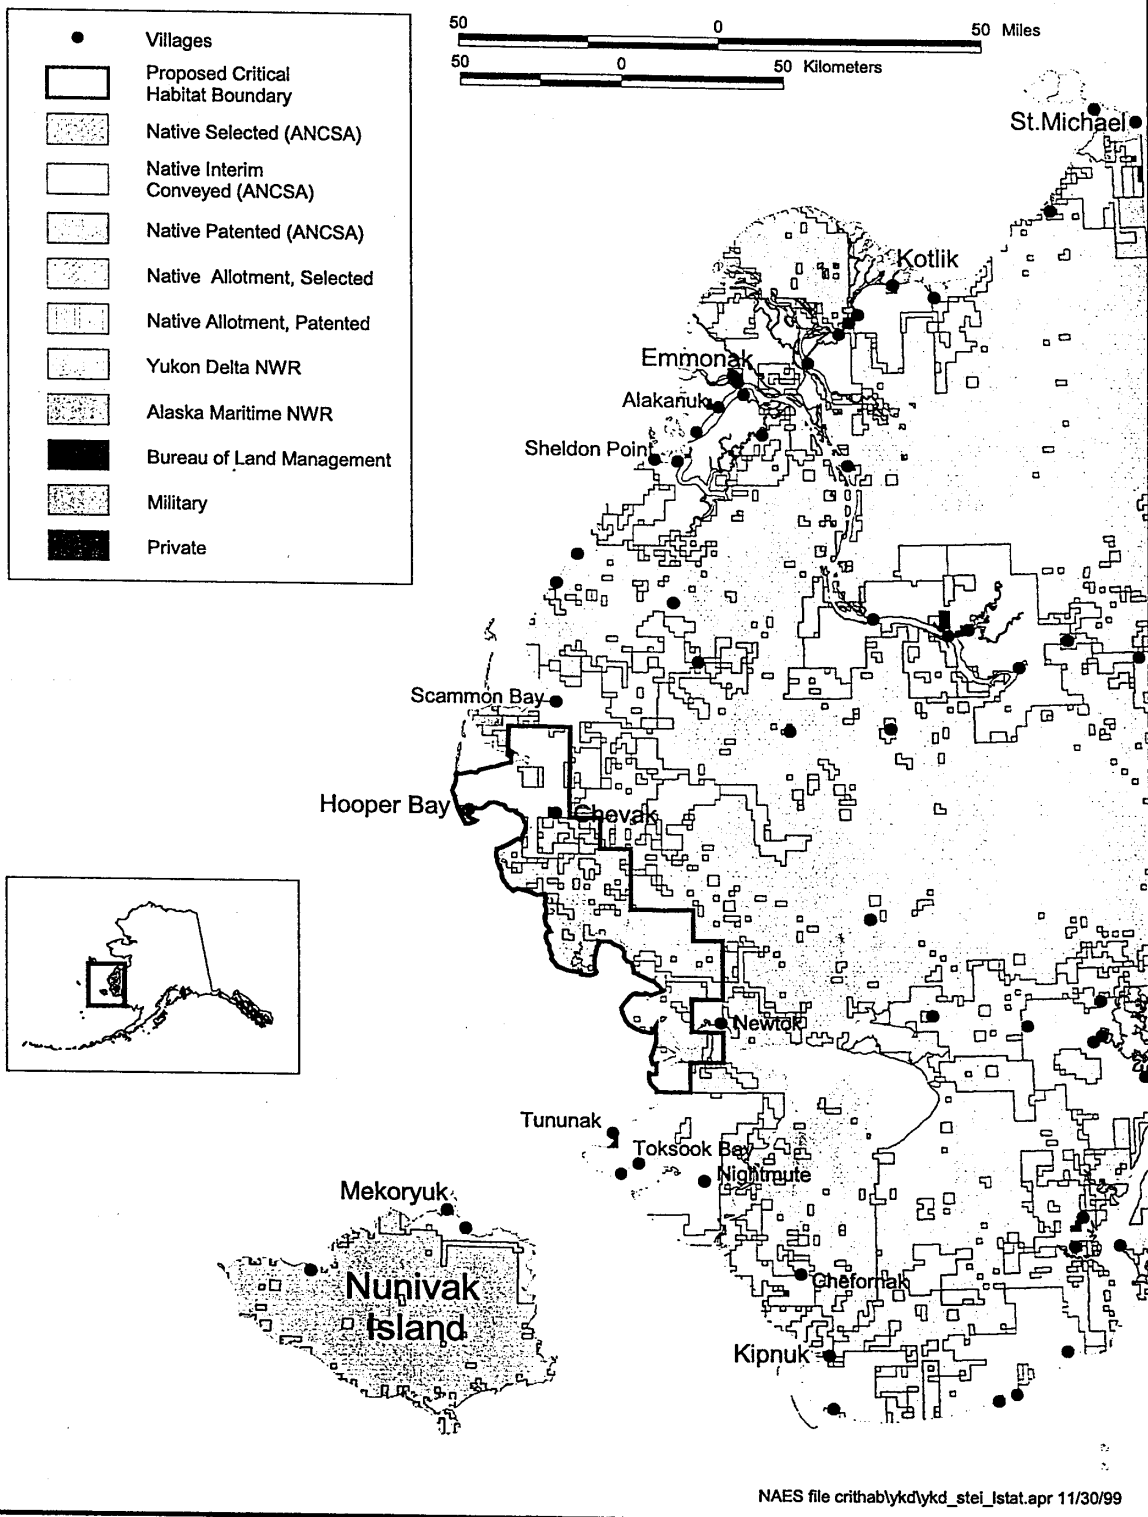 Villages
Proposed Critical
Habitat Boundary
Native Selected (ANCSA)
Native Interim
Conveyed (ANCSA)
Native Patented (ANCSA)
Native Allotment, Selected
Native Allotment, Patented
Yukon Delta NWR
Alaska Maritime NWR
Bureau of Land Management
Military
Private
50 0 50 Miles
50 0 50 Kilometers
St.Michael
Kotlik
Emmonak
Alakanuk
Sheldon Point
Scammon Bay
Hooper Bay
Chevak
Newtok
Tununak
Toksook Bay
Nightmute
Mekoryuk
Nunivak
Island
Chefornak
Kipnuk
NAES file crithab\ykd\ykd_stei_lstat.apr 11/30/99